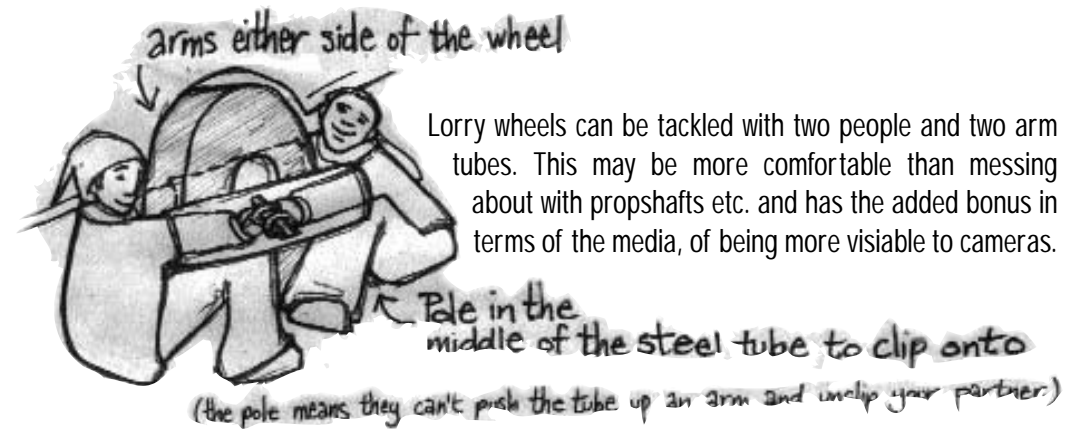 arms either side of the wheel
Lorry wheels can be tackled with two people and two arm
tubes. This may be more comfortable than messing
about with propshafts etc. and has the added bonus in
terms of the media, of being more visiable to cameras.
Pole in the
middle of the steel tube to clip onto
(the pole means they can't push the tube up an arm and unclip your partner.)